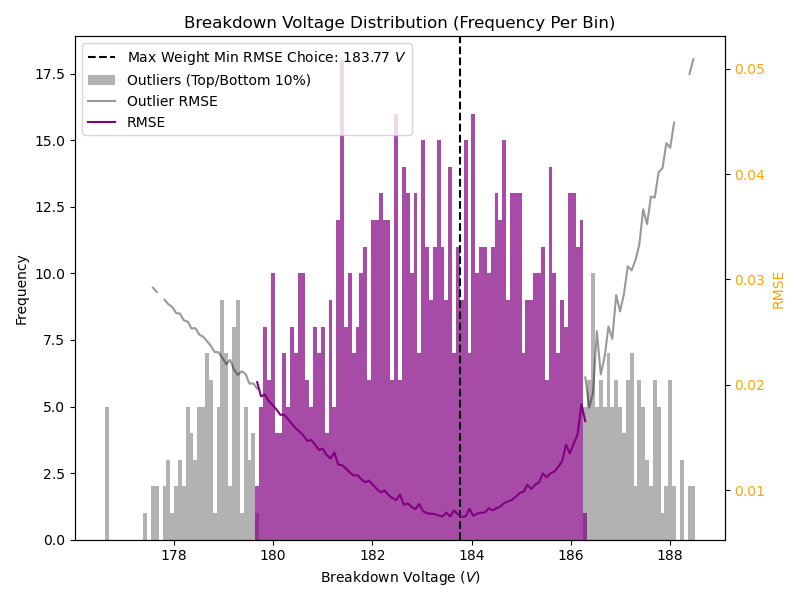 Breakdown Voltage Distribution (Frequency Per Bin)
Max Weight Min RMSE Choice: 183.77 V
Outliers (Top/Bottom 10%)
Outlier RMSE
RMSE
17.5
15.0
12.5
10.0
7.5
5.0
2.5
0.0
Frequency
0.05
0.04
0.03
0.02
0.01
RMSE
178
180
182
184
186
188
Breakdown Voltage (V)